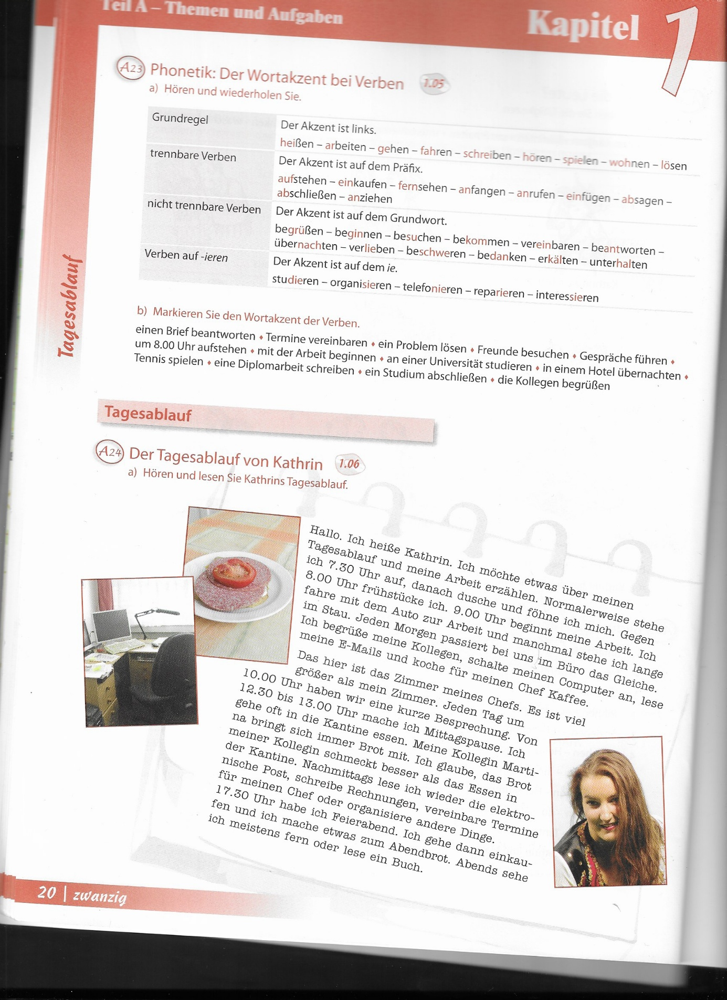 Teil A – Themen und Aufgaben
Kapitel 1
A23 Phonetik: Der Wortakzent bei Verben 1.05
a) Hören und wiederholen Sie.
Grundregel
Der Akzent ist links.
heißen – arbeiten – gehen – fahren – schreiben – hören – spielen – wohnen – lösen
trennbare Verben
Der Akzent ist auf dem Präfix.
aufstehen – einkaufen – fernsehen – anfangen – anrufen – einfügen – absagen –
abschließen – anziehen
nicht trennbare Verben
Der Akzent ist auf dem Grundwort.
begrüßen – beginnen – besuchen – bekommen – vereinbaren – beantworten –
übernachten – verlieben – beschweren – bedanken – erkälten – unterhalten
Verben auf -ieren
Der Akzent ist auf dem ie.
studieren – organisieren – telefonieren – reparieren – interessieren
b) Markieren Sie den Wortakzent der Verben.
einen Brief beantworten ♦ Termine vereinbaren ♦ ein Problem lösen ♦ Freunde besuchen ♦ Gespräche führen ♦
um 8.00 Uhr aufstehen ♦ mit der Arbeit beginnen ♦ an einer Universität studieren ♦ in einem Hotel übernachten ♦
Tennis spielen ♦ eine Diplomarbeit schreiben ♦ ein Studium abschließen ♦ die Kollegen begrüßen
Tagesablauf
Tagesablauf
A24 Der Tagesablauf von Kathrin 1.06
a) Hören und lesen Sie Kathrins Tagesablauf.
Hallo. Ich heiße Kathrin. Ich möchte etwas über meinen
Tagesablauf und meine Arbeit erzählen. Normalerweise stehe
ich 7.30 Uhr auf, danach dusche und föhne ich mich. Gegen
8.00 Uhr frühstücke ich. 9.00 Uhr beginnt meine Arbeit. Ich
fahre mit dem Auto zur Arbeit und manchmal stehe ich lange
im Stau. Jeden Morgen passiert bei uns im Büro das Gleiche.
Ich begrüße meine Kollegen, schalte meinen Computer an, lese
meine E-Mails und koche für meinen Chef Kaffee.
Das hier ist das Zimmer meines Chefs. Es ist viel
größer als mein Zimmer. Jeden Tag um
10.00 Uhr haben wir eine kurze Besprechung. Von
12.30 bis 13.00 Uhr mache ich Mittagspause. Ich
gehe oft in die Kantine essen. Meine Kollegin Marti-
na bringt sich immer Brot mit. Ich glaube, das Brot
meiner Kollegin schmeckt besser als das Essen in
der Kantine. Nachmittags lese ich wieder die elektro-
nische Post, schreibe Rechnungen, vereinbare Termine
für meinen Chef oder organisiere andere Dinge.
17.30 Uhr habe ich Feierabend. Ich gehe dann einkau-
fen und ich mache etwas zum Abendbrot. Abends sehe
ich meistens fern oder lese ein Buch.
20 | zwanzig